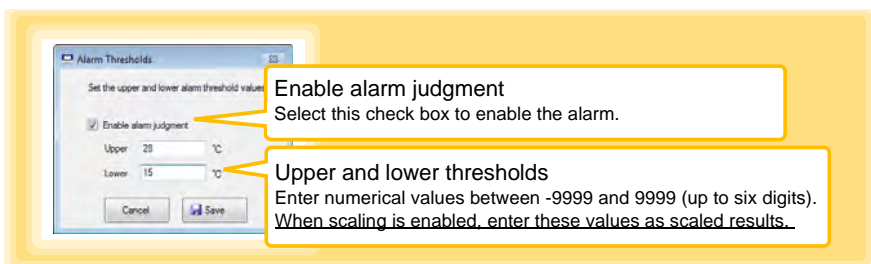 Alarm Thresholds
Set the upper and lower alarm threshold values
Enable alarm judgment
Upper 28 °C
Lower 15 °C
Cancel Save
Enable alarm judgment
Select this check box to enable the alarm.
Upper and lower thresholds
Enter numerical values between -9999 and 9999 (up to six digits).
When scaling is enabled, enter these values as scaled results.